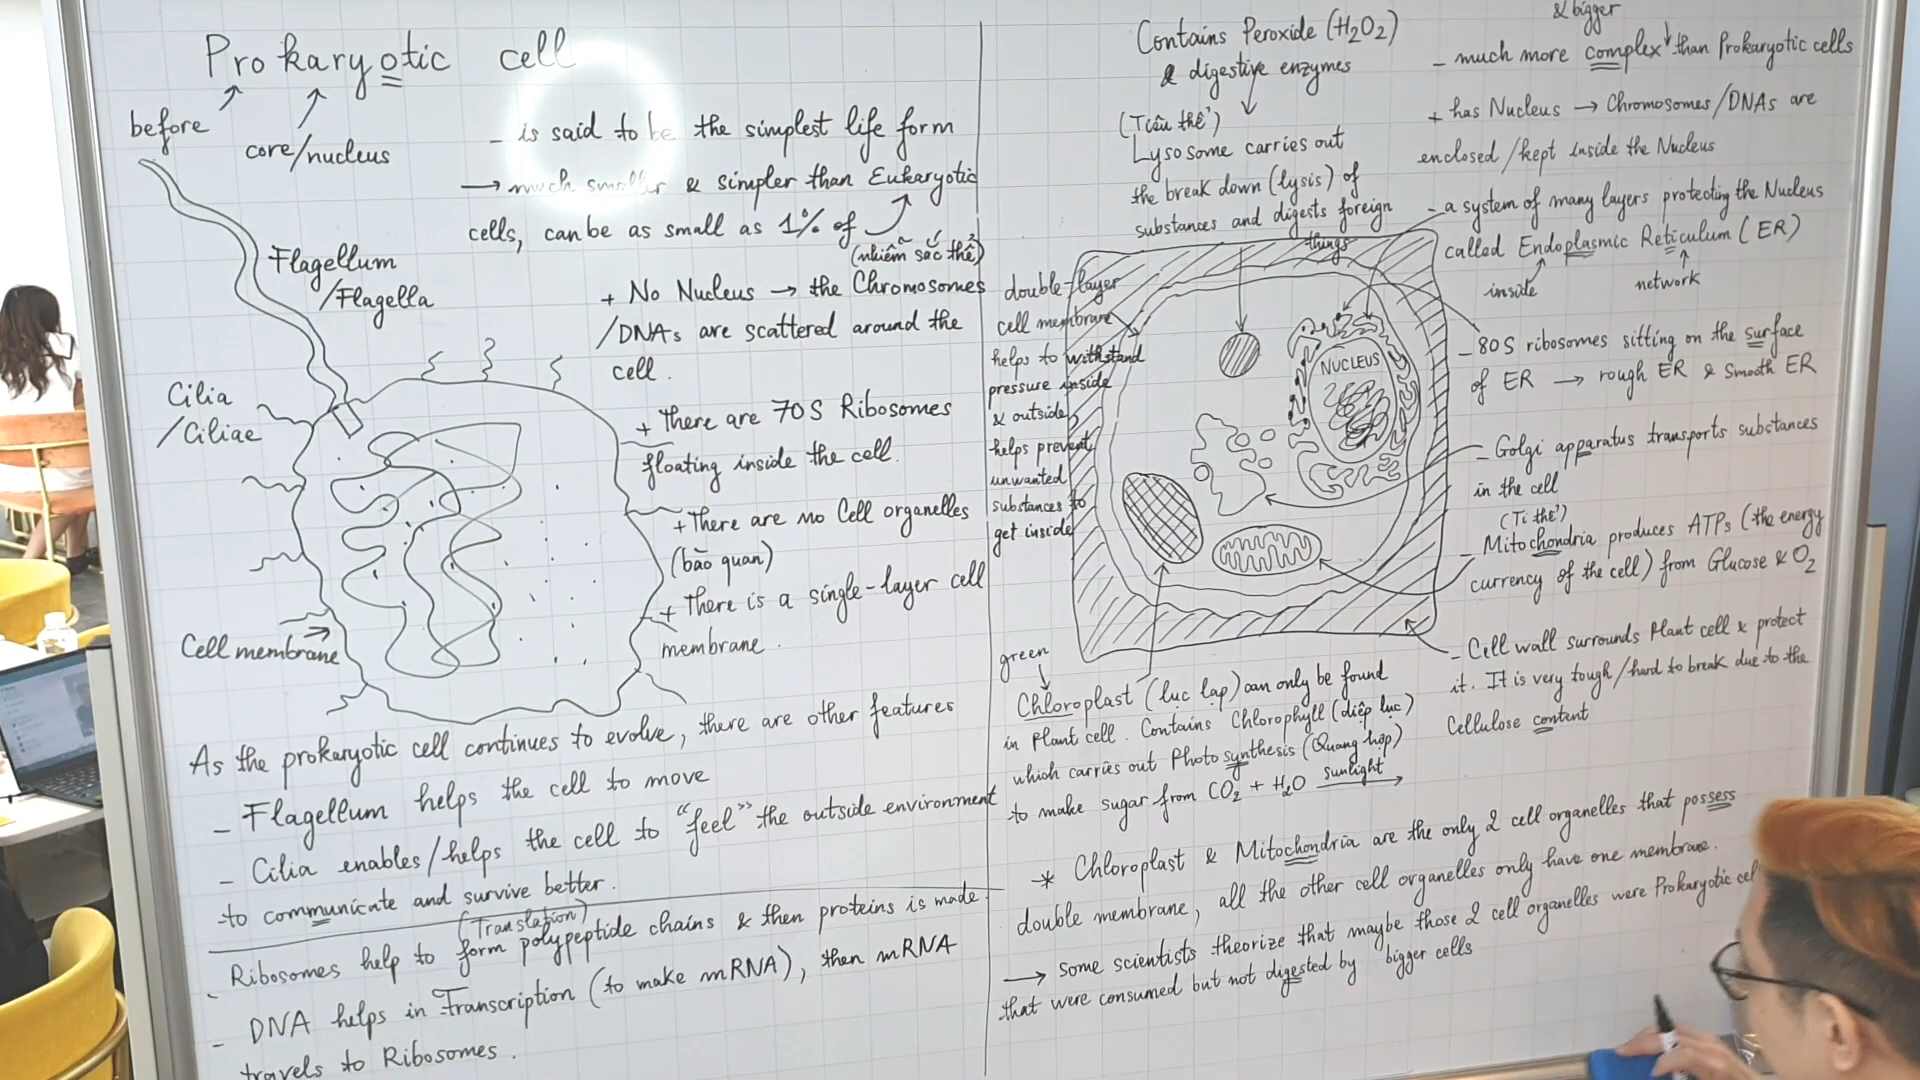 Prokaryotic cell
before
core/nucleus
- is said to be the simplest life form
→ much smaller & simpler than Eukaryotic
cells, can be as small as 1% of
(nhiễm sắc thể)
Flagellum
/Flagella
+ No Nucleus → the Chromosomes
/DNAs are scattered around the
cell.
Cilia
/Ciliae
+ There are 70S Ribosomes
floating inside the cell.
+ There are no Cell organelles
(bào quan)
+ There is a single-layer cell
membrane.
Cell membrane
As the prokaryotic cell continues to evolve, there are other features
- Flagellum helps the cell to move
- Cilia enables/helps the cell to "feel" the outside environment
to communicate and survive better.
(Translation)
- Ribosomes help to form polypeptide chains & then proteins is made.
- DNA helps in Transcription (to make mRNA), then mRNA
travels to Ribosomes.
Contains Peroxide (H2O2)
& digestive enzymes
(Tiêu thể)
Lysosome carries out
the break down (lysis) of
substances and digests foreign
things
double-layer
cell membrane
helps to withstand
pressure inside
& outside,
helps prevent
unwanted
substances to
get inside
NUCLEUS
& bigger
- much more complex than Prokaryotic cells
+ has Nucleus → Chromosomes/DNAs are
enclosed/kept inside the Nucleus
- a system of many layers protecting the Nucleus
called Endoplasmic Reticulum (ER)
inside
network
- 80S ribosomes sitting on the surface
of ER → rough ER & Smooth ER
- Golgi apparatus transports substances
in the cell
(Ti thể)
- Mitochondria produces ATPs (the energy
currency of the cell) from Glucose & O2
- Cell wall surrounds Plant cell & protect
it. It is very tough/hard to break due to the
Cellulose content
green
Chloroplast (lục lạp) can only be found
in Plant cell. Contains Chlorophyll (diệp lục)
which carries out Photosynthesis (Quang hợp)
to make sugar from CO2 + H2O sunlight →
* Chloroplast & Mitochondria are the only 2 cell organelles that possess
double membrane, all the other cell organelles only have one membrane.
→ some scientists theorize that maybe those 2 cell organelles were Prokaryotic cel
that were consumed but not digested by bigger cells